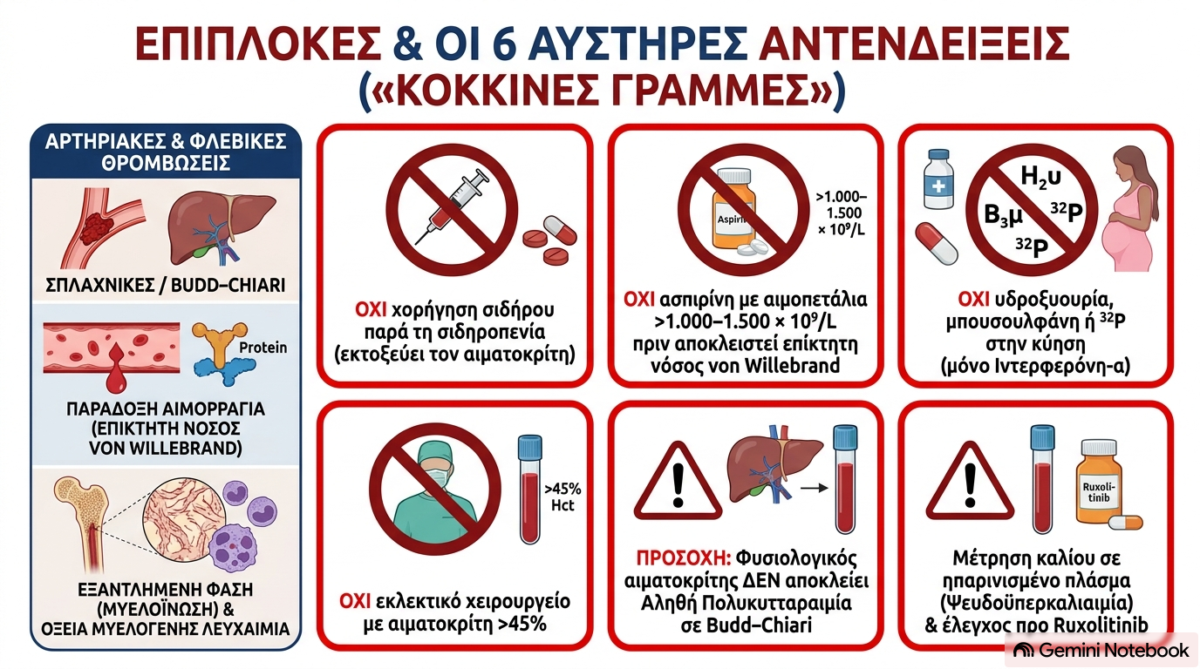 ΕΠΙΠΛΟΚΕΣ & ΟΙ 6 ΑΥΣΤΗΡΕΣ ΑΝΤΕΝΔΕΙΞΕΙΣ
(«ΚΟΚΚΙΝΕΣ ΓΡΑΜΜΕΣ»)
ΑΡΤΗΡΙΑΚΕΣ & ΦΛΕΒΙΚΕΣ
ΘΡΟΜΒΩΣΕΙΣ
ΣΠΛΑΧΝΙΚΕΣ / BUDD–CHIARI
Protein
ΠΑΡΑΔΟΞΗ ΑΙΜΟΡΡΑΓΙΑ
(ΕΠΙΚΤΗΤΗ ΝΟΣΟΣ
VON WILLEBRAND)
ΕΞΑΝΤΛΗΜΕΝΗ ΦΑΣΗ
(ΜΥΕΛΟΪΝΩΣΗ) &
ΟΞΕΙΑ ΜΥΕΛΟΓΕΝΗΣ ΛΕΥΧΑΙΜΙΑ
ΟΧΙ χορήγηση σιδήρου
παρά τη σιδηροπενία
(εκτοξεύει τον αιματοκρίτη)
Aspirin
>1.000–
1.500
× 10⁹/L
ΟΧΙ ασπιρίνη με αιμοπετάλια
>1.000–1.500 × 10⁹/L
πριν αποκλειστεί επίκτητη
νόσος von Willebrand
H₂υ
B₃μ ³²P
³²P
ΟΧΙ υδροξυουρία,
μπουσουλφάνη ή ³²P
στην κύηση
(μόνο Ιντερφερόνη-α)
>45%
Hct
ΟΧΙ εκλεκτικό χειρουργείο
με αιματοκρίτη >45%
ΠΡΟΣΟΧΗ: Φυσιολογικός
αιματοκρίτης ΔΕΝ αποκλείει
Αληθή Πολυκυτταραιμία
σε Budd–Chiari
Ruxoli-
tinib
Μέτρηση καλίου σε
ηπαρινισμένο πλάσμα
(Ψευδοϋπερκαλιαιμία)
& έλεγχος προ Ruxolitinib
Gemini Notebook